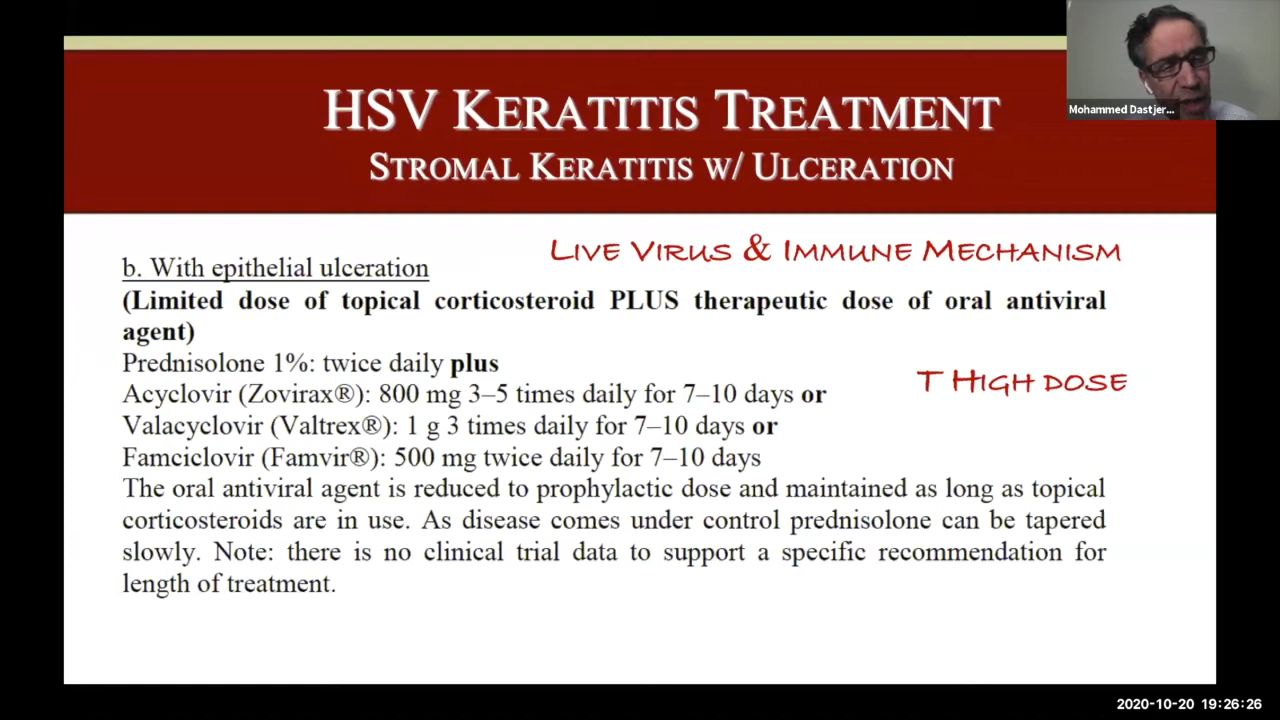 Mohammed Dastjer...
HSV KERATITIS TREATMENT
STROMAL KERATITIS W/ ULCERATION
LIVE VIRUS & IMMUNE MECHANISM
b. With epithelial ulceration
(Limited dose of topical corticosteroid PLUS therapeutic dose of oral antiviral
agent)
Prednisolone 1%: twice daily plus
T HIGH DOSE
Acyclovir (Zovirax®): 800 mg 3–5 times daily for 7–10 days or
Valacyclovir (Valtrex®): 1 g 3 times daily for 7–10 days or
Famciclovir (Famvir®): 500 mg twice daily for 7–10 days
The oral antiviral agent is reduced to prophylactic dose and maintained as long as topical
corticosteroids are in use. As disease comes under control prednisolone can be tapered
slowly. Note: there is no clinical trial data to support a specific recommendation for
length of treatment.
2020-10-20 19:26:26